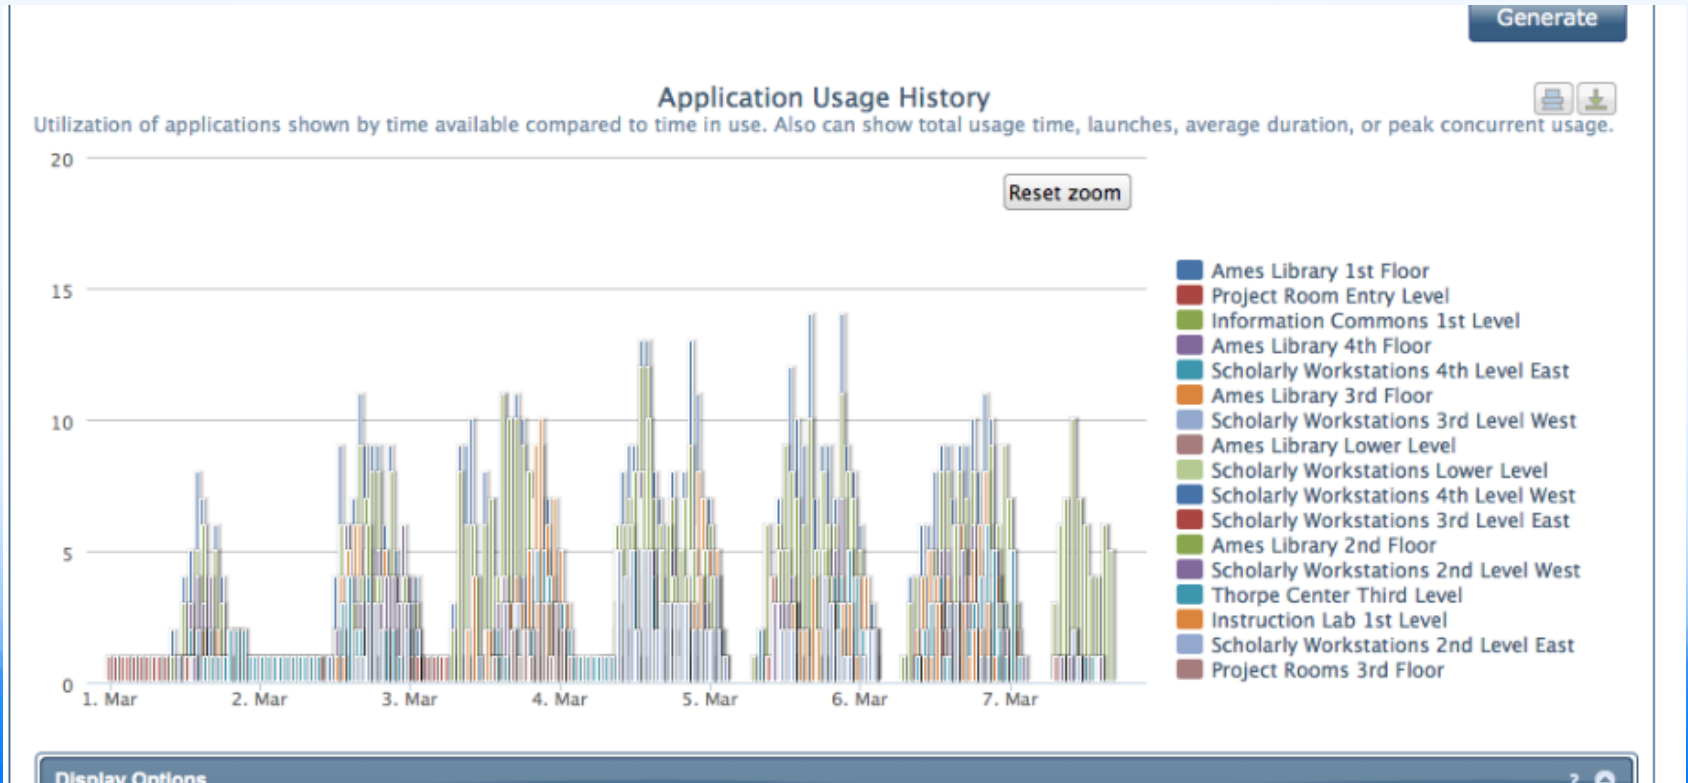 Generate
Application Usage History
Utilization of applications shown by time available compared to time in use. Also can show total usage time, launches, average duration, or peak concurrent usage.
20
Reset zoom
15
10
5
0
1. Mar 2. Mar 3. Mar 4. Mar 5. Mar 6. Mar 7. Mar
Ames Library 1st Floor
Project Room Entry Level
Information Commons 1st Level
Ames Library 4th Floor
Scholarly Workstations 4th Level East
Ames Library 3rd Floor
Scholarly Workstations 3rd Level West
Ames Library Lower Level
Scholarly Workstations Lower Level
Scholarly Workstations 4th Level West
Scholarly Workstations 3rd Level East
Ames Library 2nd Floor
Scholarly Workstations 2nd Level West
Thorpe Center Third Level
Instruction Lab 1st Level
Scholarly Workstations 2nd Level East
Project Rooms 3rd Floor
Display Options ?